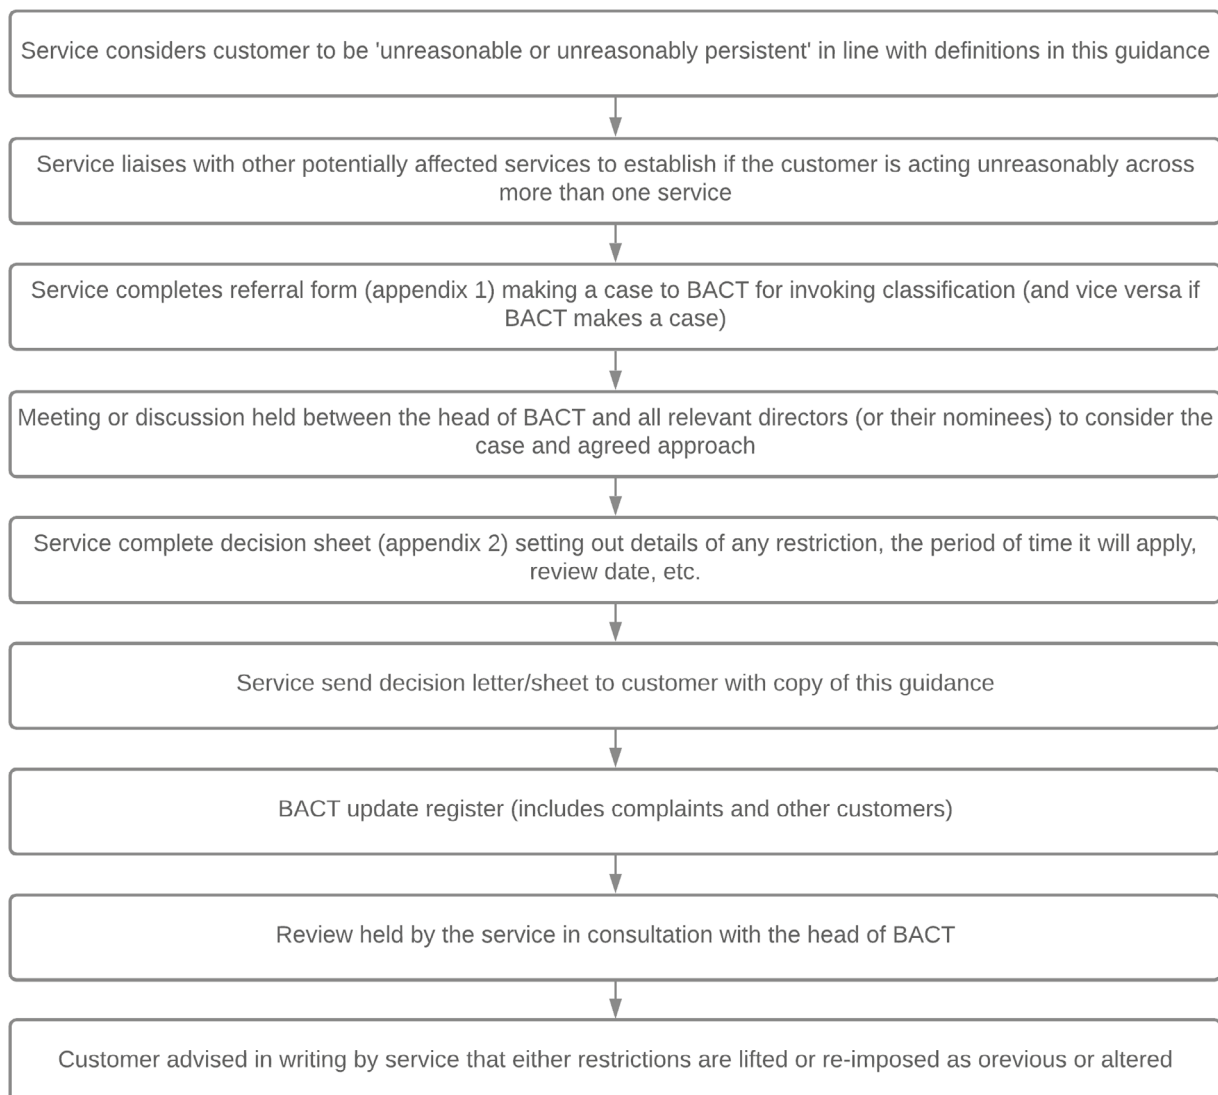 Service considers customer to be 'unreasonable or unreasonably persistent' in line with definitions in this guidance
Service liaises with other potentially affected services to establish if the customer is acting unreasonably across
more than one service
Service completes referral form (appendix 1) making a case to BACT for invoking classification (and vice versa if
BACT makes a case)
Meeting or discussion held between the head of BACT and all relevant directors (or their nominees) to consider the
case and agreed approach
Service complete decision sheet (appendix 2) setting out details of any restriction, the period of time it will apply,
review date, etc.
Service send decision letter/sheet to customer with copy of this guidance
BACT update register (includes complaints and other customers)
Review held by the service in consultation with the head of BACT
Customer advised in writing by service that either restrictions are lifted or re-imposed as orevious or altered